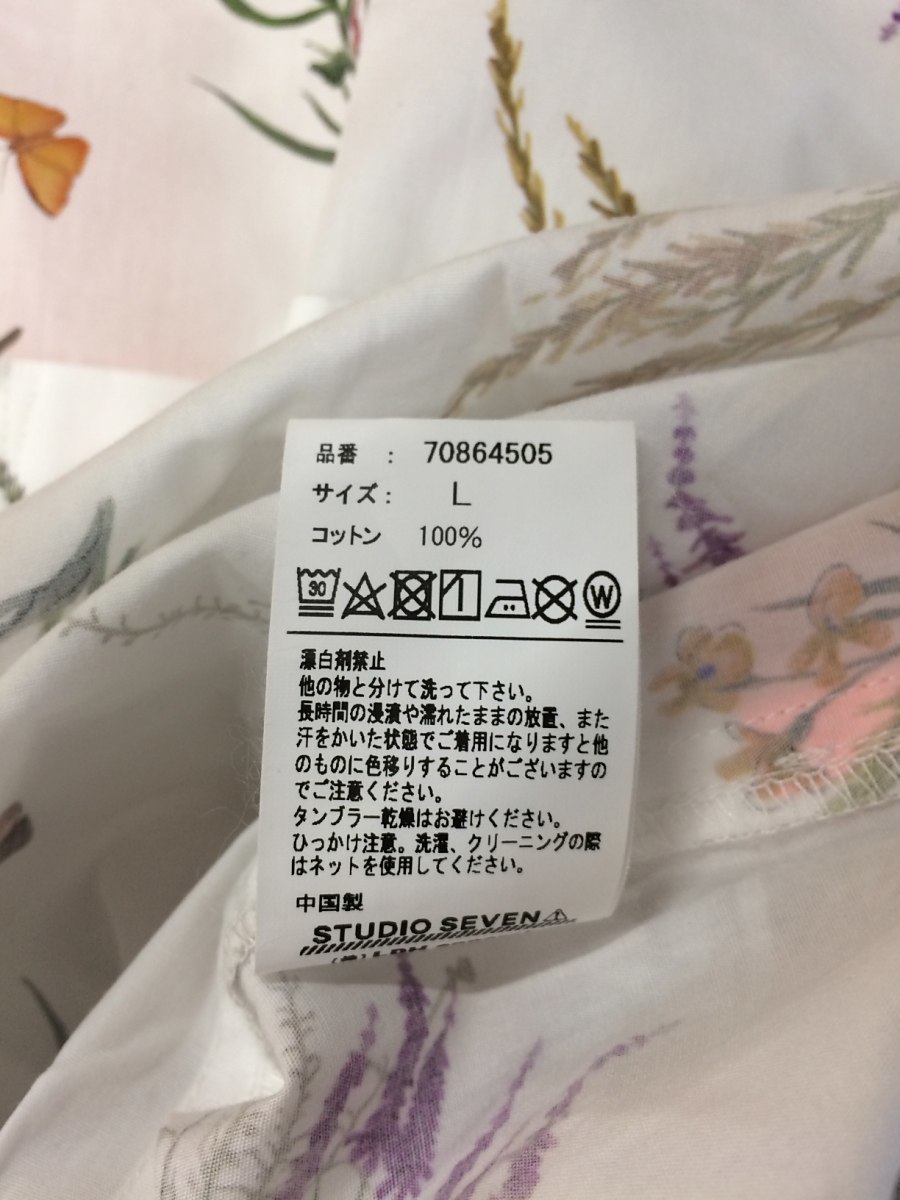 品番 : 70864505
サイズ: L
コットン 100%
30 W
漂白剤禁止
他の物と分けて洗って下さい。
長時間の浸漬や濡れたままの放置、また
汗をかいた状態でご着用になりますと他
のものに色移りすることがございますの
でご注意ください。
タンブラー乾燥はお避けください。
ひっかけ注意。洗濯、クリーニングの際
はネットを使用してください。
中国製
STUDIO SEVEN